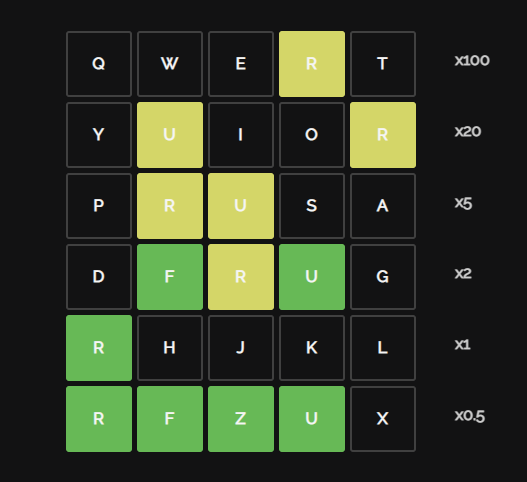 Q W E R T x100
Y U I O R x20
P R U S A x5
D F R U G x2
R H J K L x1
R F Z U X x0.5